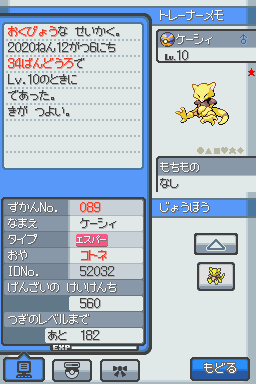 トレーナーメモ
おくびょうな せいかく。
2020ねん12がつ6にち
34ばんどうろで
Lv.10のときに
であった。
きが つよい。
ケーシィ ♂
Lv.10
もちもの
なし
じょうほう
ずかんNo. 089
なまえ ケーシィ
タイプ エスパー
おや コトネ
IDNo. 52032
げんざいの けいけんち
560
つぎのレベルまで
あと 182
EXP
もどる